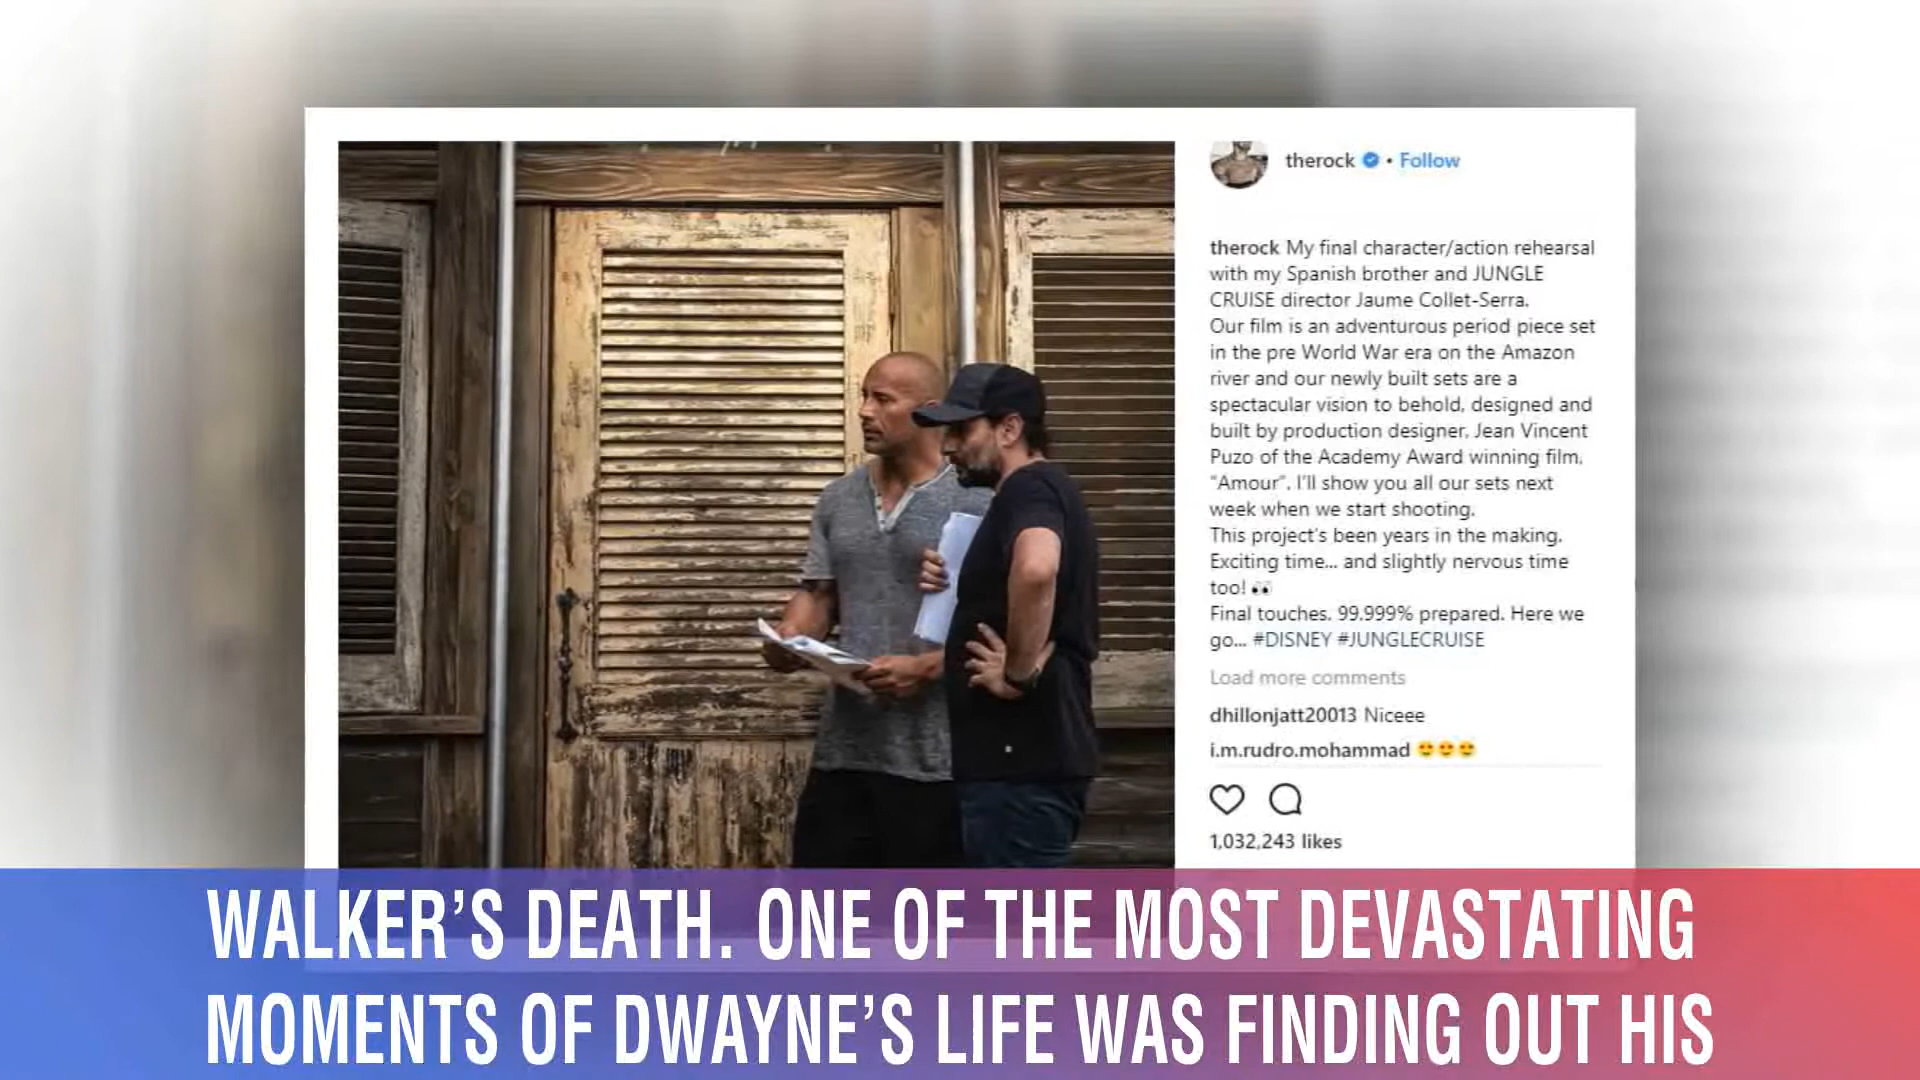 therock • Follow
therock My final character/action rehearsal
with my Spanish brother and JUNGLE
CRUISE director Jaume Collet-Serra.
Our film is an adventurous period piece set
in the pre World War era on the Amazon
river and our newly built sets are a
spectacular vision to behold, designed and
built by production designer, Jean Vincent
Puzo of the Academy Award winning film,
“Amour”. I’ll show you all our sets next
week when we start shooting.
This project’s been years in the making.
Exciting time... and slightly nervous time
too! 👀
Final touches. 99.999% prepared. Here we
go... #DISNEY #JUNGLECRUISE
Load more comments
dhillonjatt20013 Niceee
i.m.rudro.mohammad 😍😍😍
1,032,243 likes
WALKER’S DEATH. ONE OF THE MOST DEVASTATING
MOMENTS OF DWAYNE’S LIFE WAS FINDING OUT HIS